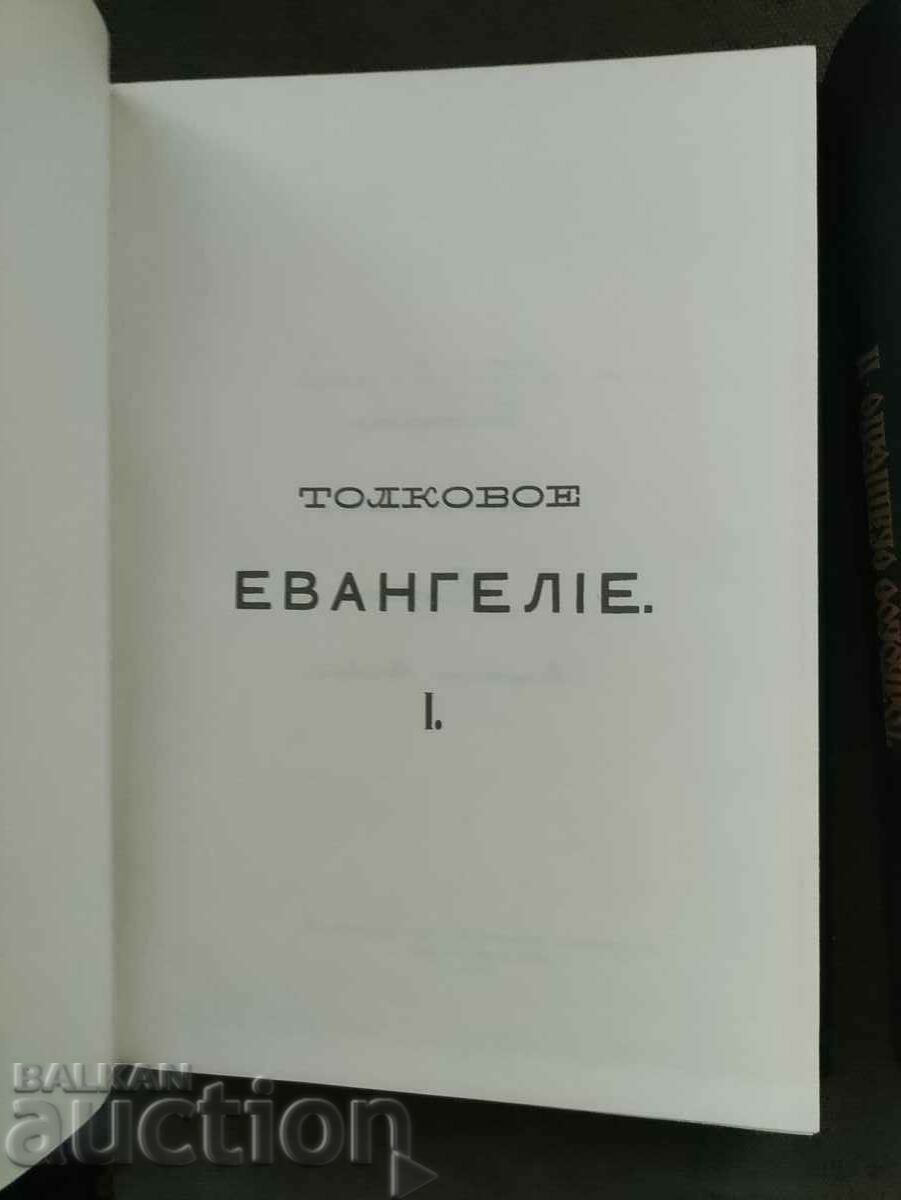 ТОЛКОВОЕ
ЕВАНГЕЛІЕ.
I.
BALKAN
auction